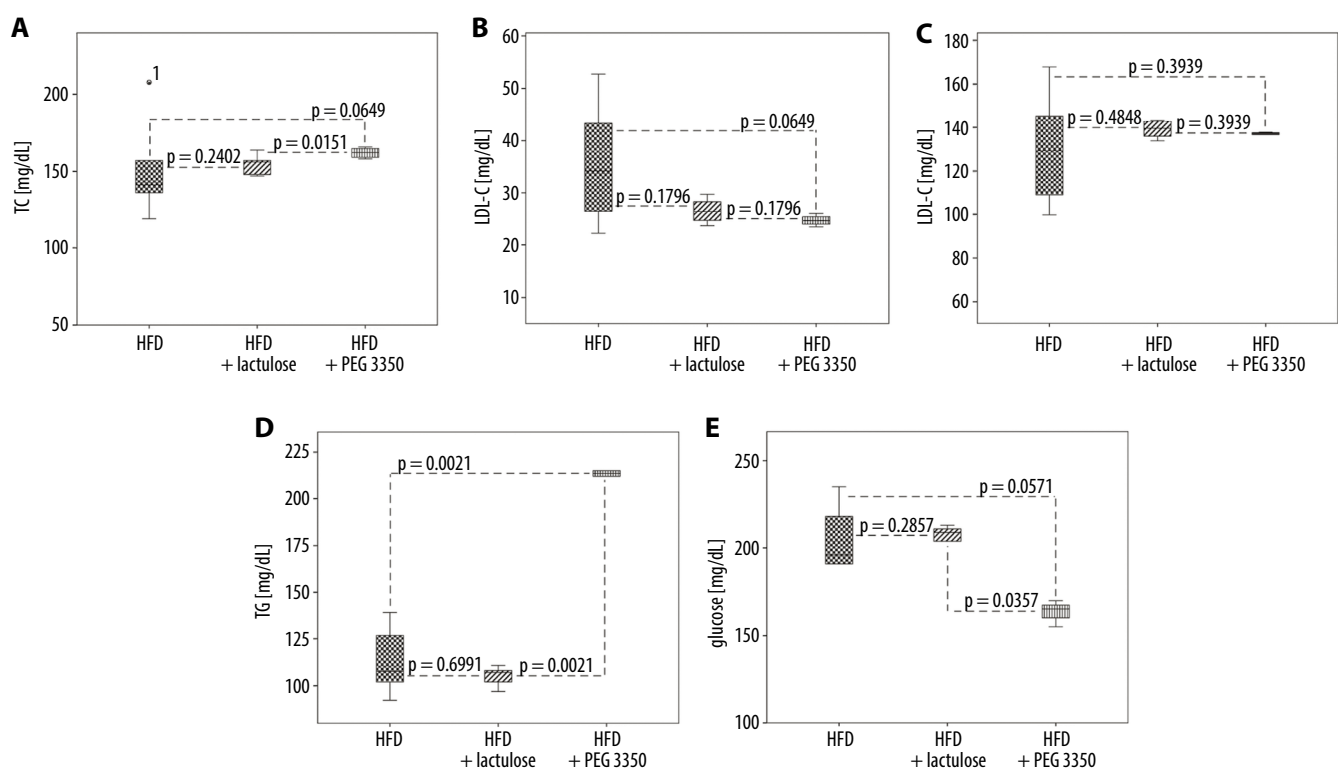 A
TC [mg/dL]
200
150
100
50
1
p = 0.0649
p = 0.0151
p = 0.2402
HFD
HFD
+ lactulose
HFD
+ PEG 3350
B
LDL-C [mg/dL]
60
50
40
30
20
10
p = 0.0649
p = 0.1796
p = 0.1796
HFD
HFD
+ lactulose
HFD
+ PEG 3350
C
LDL-C [mg/dL]
180
160
140
120
100
80
60
p = 0.3939
p = 0.4848
p = 0.3939
HFD
HFD
+ lactulose
HFD
+ PEG 3350
D
TG [mg/dL]
225
200
225
175
150
125
100
p = 0.0021
p = 0.6991
p = 0.0021
HFD
HFD
+ lactulose
HFD
+ PEG 3350
E
glucose [mg/dL]
250
200
150
100
p = 0.0571
p = 0.2857
p = 0.0357
HFD
HFD
+ lactulose
HFD
+ PEG 3350